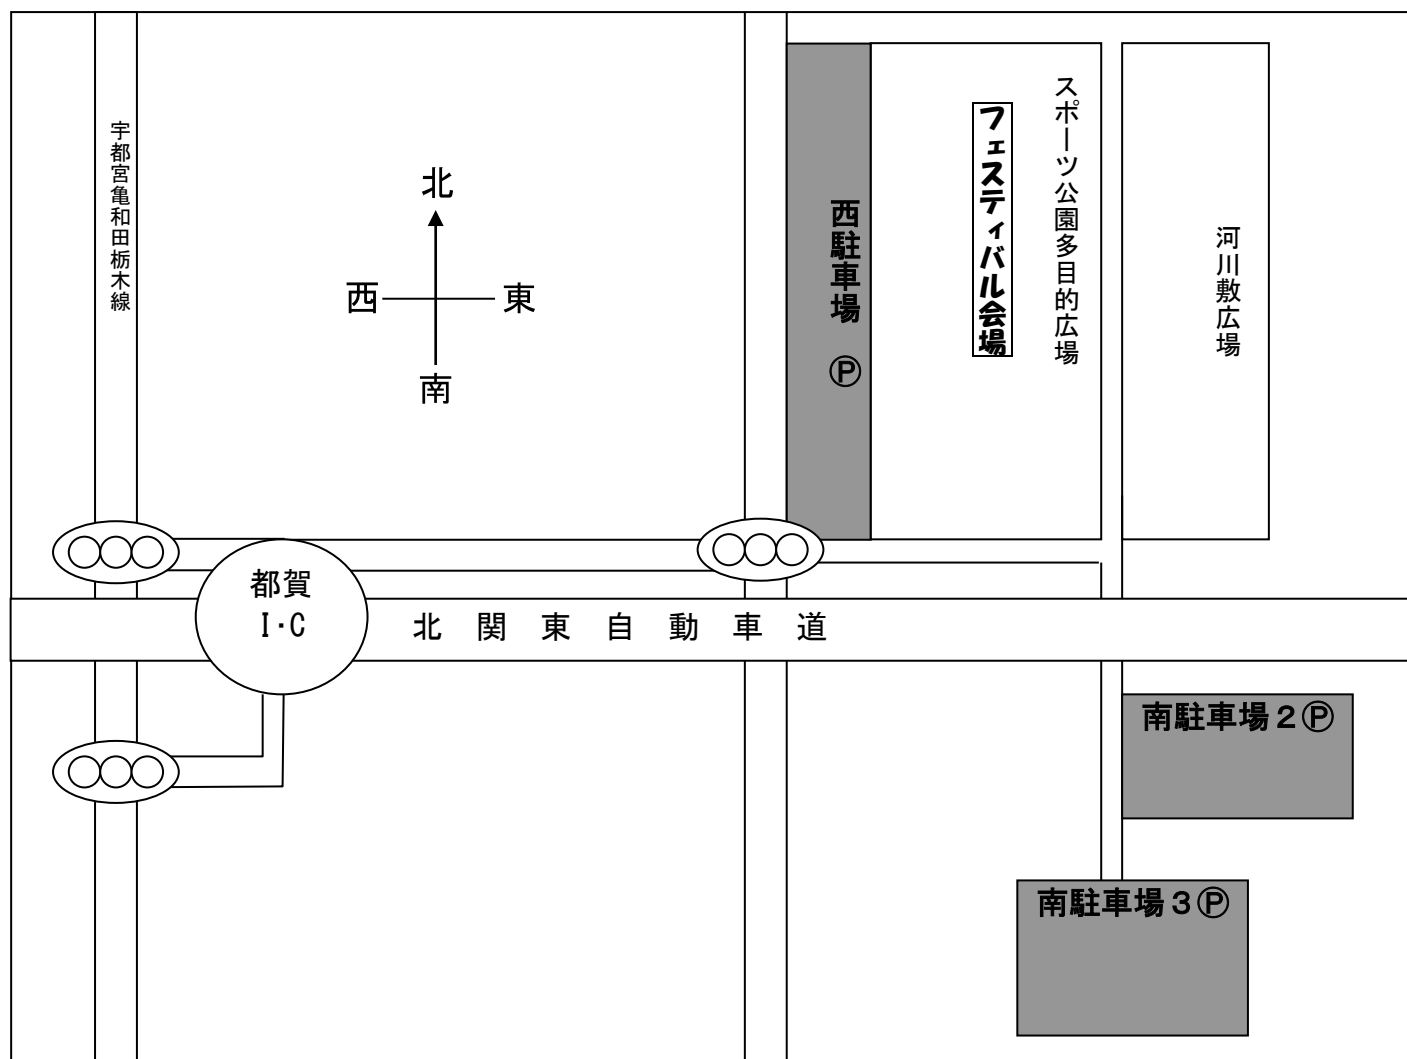 宇都宮亀和田栃木線
北
西
東
南
西駐車場 Ⓟ
フェスティバル会場
スポーツ公園多目的広場
河川敷広場
都賀
I・C
北関東自動車道
南駐車場2Ⓟ
南駐車場3Ⓟ